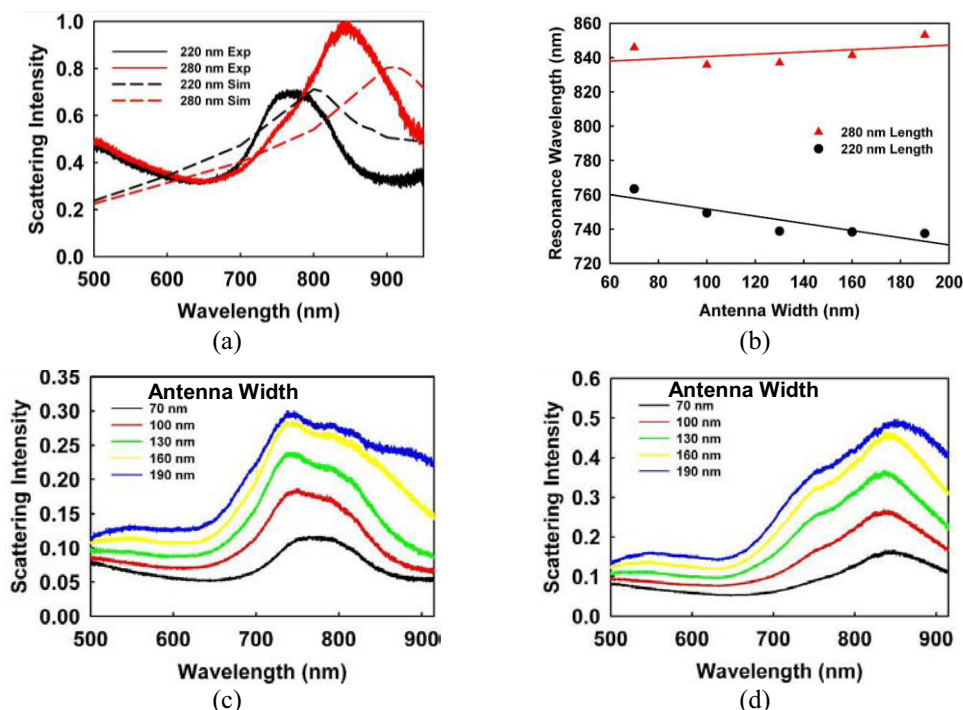 1.0
0.8
0.6
0.4
0.2
0.0
Scattering Intensity
220 nm Exp
280 nm Exp
220 nm Sim
280 nm Sim
500 600 700 800 900
Wavelength (nm)
(a)
860
840
820
800
780
760
740
720
Resonance Wavelength (nm)
280 nm Length
220 nm Length
60 80 100 120 140 160 180 200
Antenna Width (nm)
(b)
0.35
0.30
0.25
0.20
0.15
0.10
0.05
0.00
Scattering Intensity
Antenna Width
70 nm
100 nm
130 nm
160 nm
190 nm
500 600 700 800 900
Wavelength (nm)
(c)
0.6
0.5
0.4
0.3
0.2
0.1
0.0
Scattering Intensity
Antenna Width
70 nm
100 nm
130 nm
160 nm
190 nm
500 600 700 800 900
Wavelength (nm)
(d)